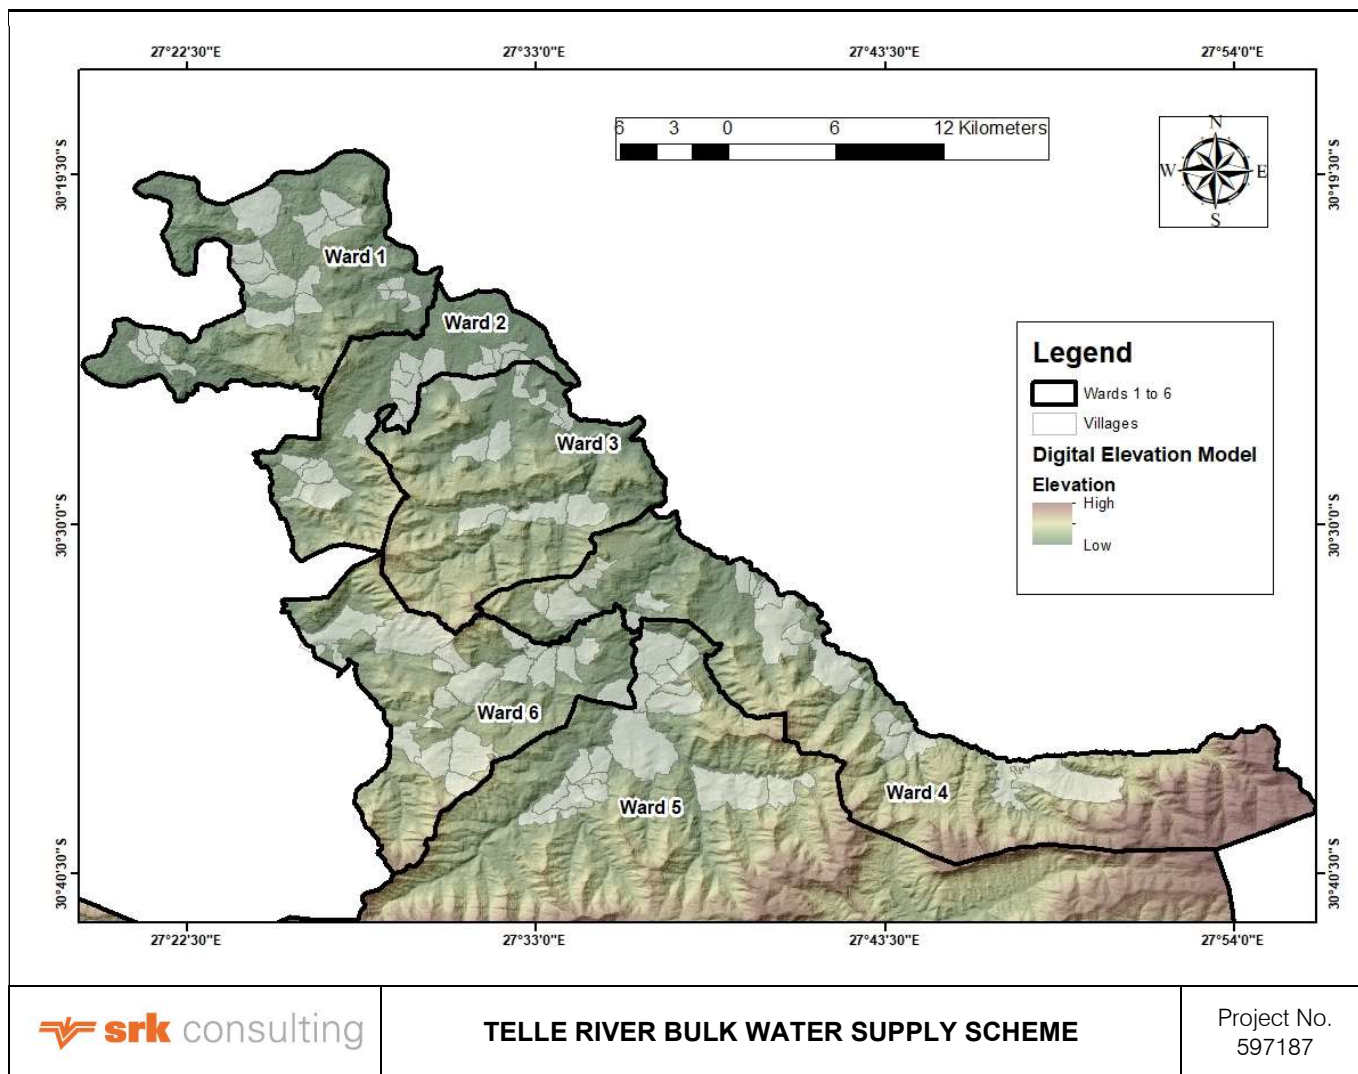 27°22'30"E 27°33'0"E 27°43'30"E 27°54'0"E
6 3 0 6 12 Kilometers
N
W E
S
30°19'30"S 30°19'30"S
Ward 1
Ward 2
Legend
Wards 1 to 6
Villages
Ward 3
Digital Elevation Model
Elevation
High
Low
30°30'0"S 30°30'0"S
Ward 6
Ward 4
Ward 5
30°40'30"S 30°40'30"S
27°22'30"E 27°33'0"E 27°43'30"E 27°54'0"E
srk consulting
TELLE RIVER BULK WATER SUPPLY SCHEME
Project No.
597187